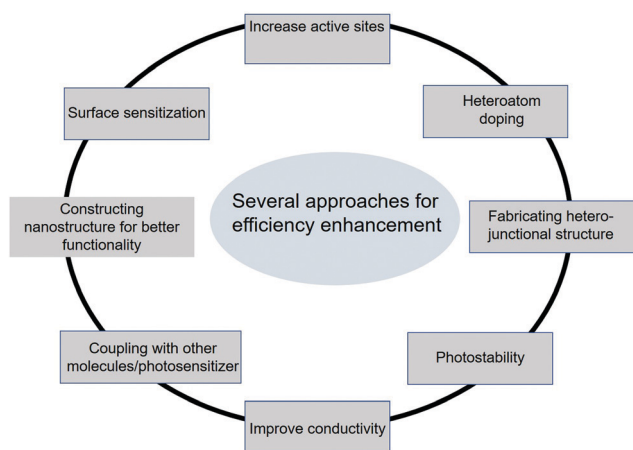 Increase active sites
Heteroatom
doping
Surface sensitization
Several approaches for
efficiency enhancement
Constructing
nanostructure for better
functionality
Fabricating hetero-
junctional structure
Coupling with other
molecules/photosensitizer
Photostability
Improve conductivity